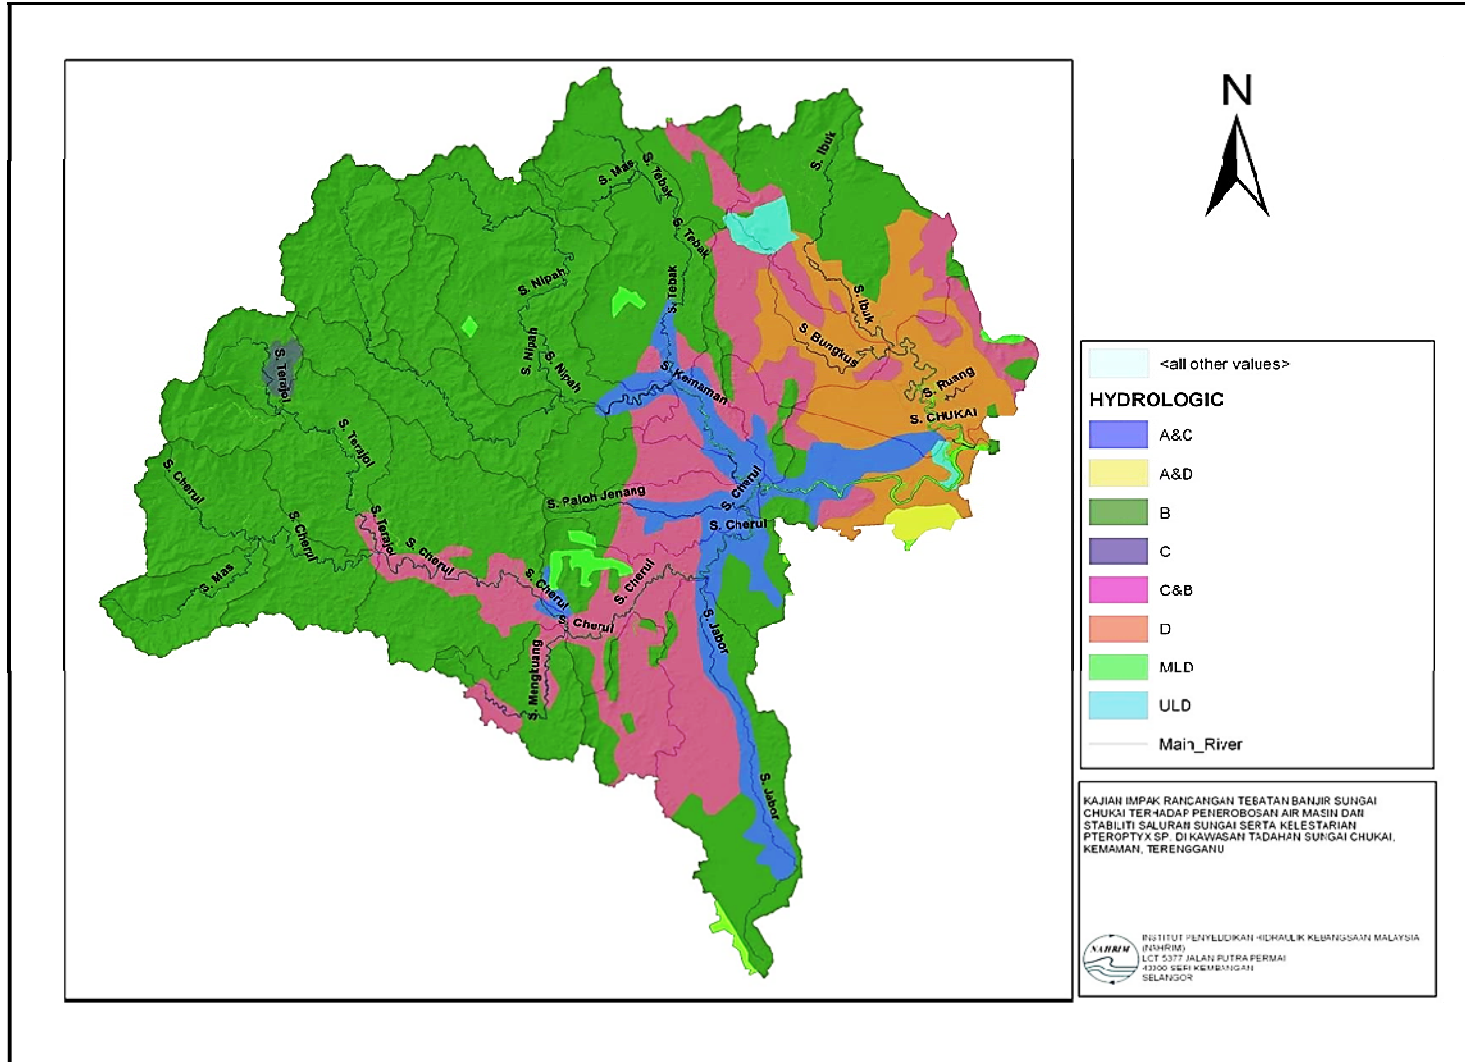 N
S. Ibuk
S. Mas
S. Tebak
S. Tebak
S. Nipah
S. Tebak
S. Ibuk
S. Bungkus
S. Nipah
S. Nipah
S. Kemaman
S. Ruang
S. CHUKAI
S. Terajol
S. Terajol
S. Cherul
S. Paloh Jenang
S. Cherul
S. Cherul
S. Cherul
S. Terajol
S. Cherul
S. Mas
S. Cherul
S. Cherul
S. Cherul
S. Jabor
S. Mengkuang
S. Jabor
<all other values>
HYDROLOGIC
A&C
A&D
B
C
C&B
D
MLD
ULD
Main_River
KAJIAN IMPAK RANCANGAN TEBATAN BANJIR SUNGAI
CHUKAI TERHADAP PENEROBOSAN AIR MASIN DAN
STABILITI SALURAN SUNGAI SERTA KELESTARIAN
PTEROPTYX SP. DI KAWASAN TADAHAN SUNGAI CHUKAI,
KEMAMAN, TERENGGANU
NAHRIM
INSTITUT PENYELIDIKAN HIDRAULIK KEBANGSAAN MALAYSIA
(NAHRIM)
LOT 5377 JALAN PUTRA PERMAI
43300 SERI KEMBANGAN
SELANGOR